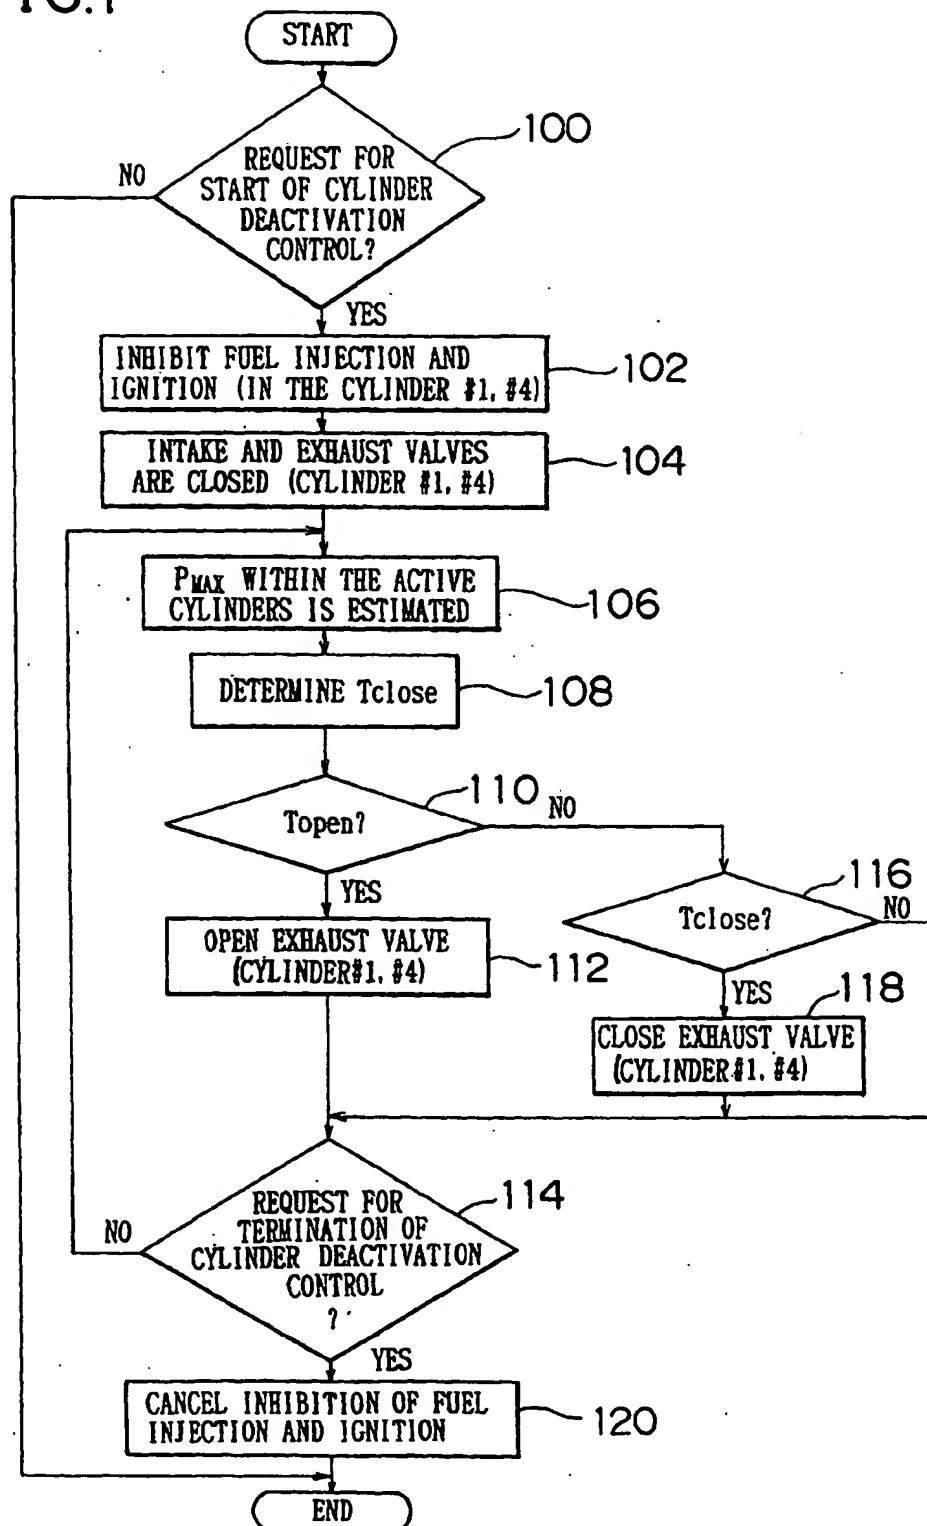 START
100
REQUEST FOR
START OF CYLINDER
DEACTIVATION
CONTROL?
NO
YES
INHIBIT FUEL INJECTION AND
IGNITION (IN THE CYLINDER #1, #4)
102
INTAKE AND EXHAUST VALVES
ARE CLOSED (CYLINDER #1, #4)
104
PMAX WITHIN THE ACTIVE
CYLINDERS IS ESTIMATED
106
DETERMINE Tclose
108
Topen?
110
NO
YES
Tclose?
116
NO
OPEN EXHAUST VALVE
(CYLINDER#1, #4)
112
YES
118
CLOSE EXHAUST VALVE
(CYLINDER#1, #4)
REQUEST FOR
TERMINATION OF
CYLINDER DEACTIVATION
CONTROL
?
114
NO
YES
CANCEL INHIBITION OF FUEL
INJECTION AND IGNITION
120
END